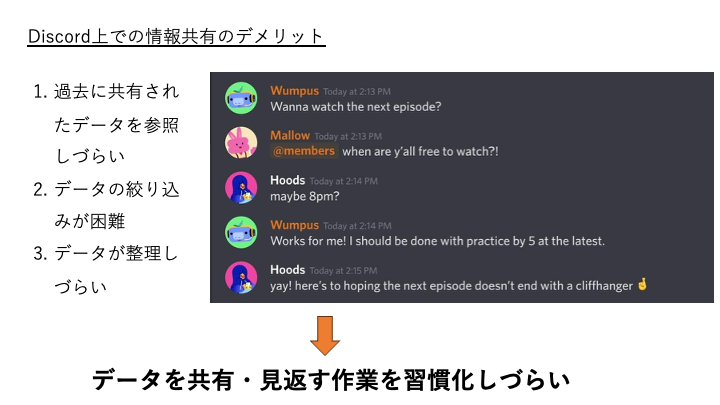 Discord上での情報共有のデメリット
1. 過去に共有され
たデータを参照
しづらい
2. データの絞り込
みが困難
3. データが整理し
づらい
Wumpus Today at 2:13 PM
Wanna watch the next episode?
Mallow Today at 2:13 PM
@members when are y'all free to watch?!
Hoods Today at 2:14 PM
maybe 8pm?
Wumpus Today at 2:14 PM
Works for me! I should be done with practice by 5 at the latest.
Hoods Today at 2:15 PM
yay! here's to hoping the next episode doesn't end with a cliffhanger 🤞
データを共有・見返す作業を習慣化しづらい